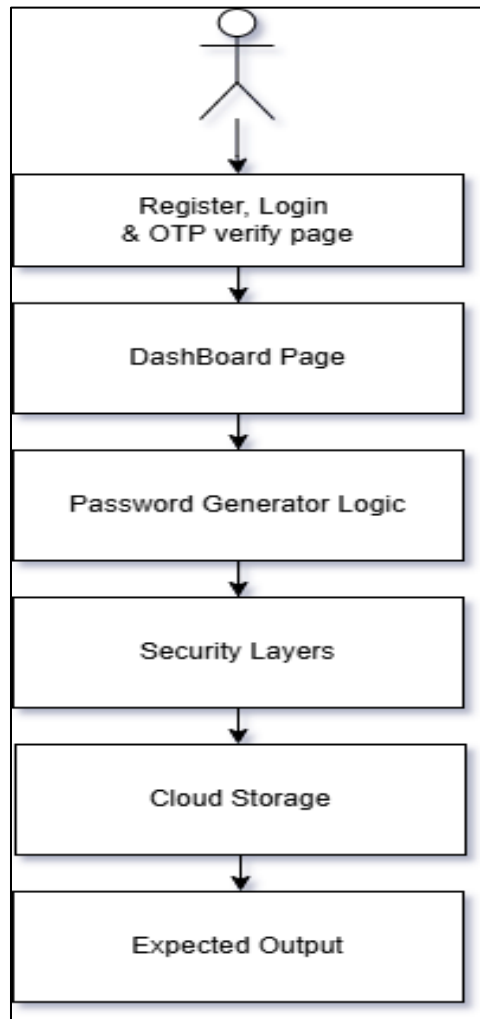 Register, Login
& OTP verify page
DashBoard Page
Password Generator Logic
Security Layers
Cloud Storage
Expected Output